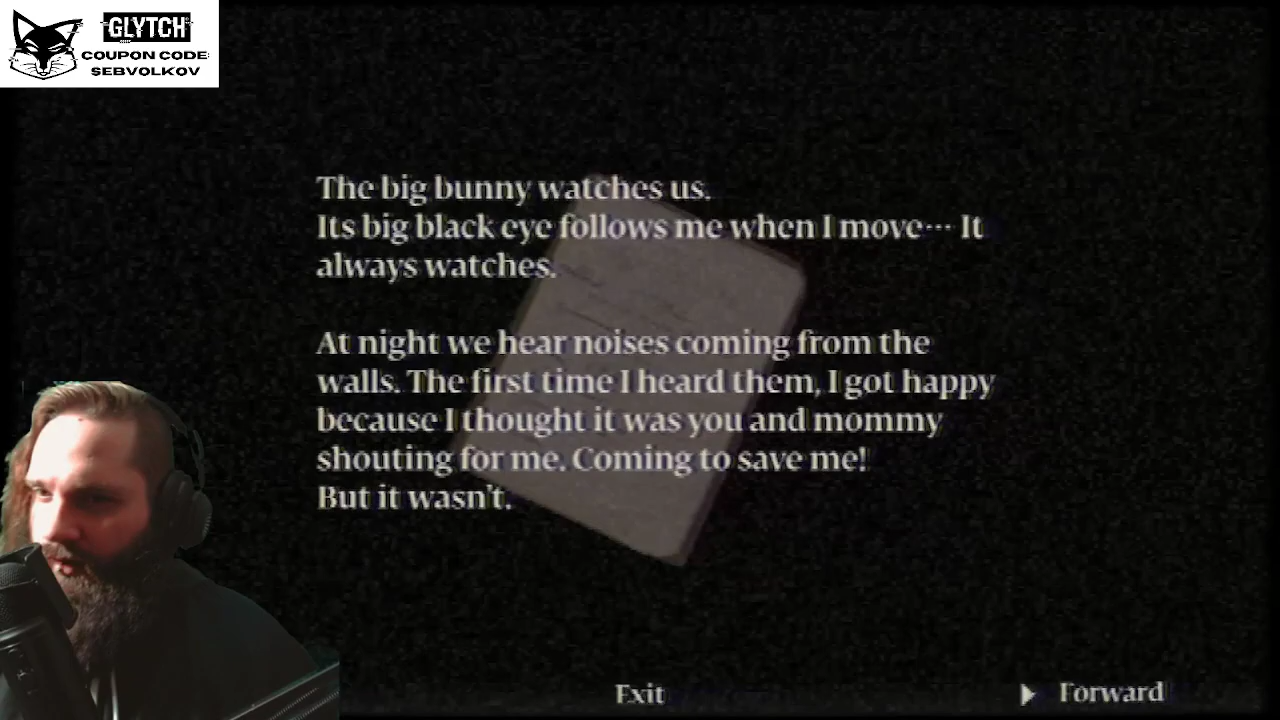 GLYTCH
COUPON CODE:
SEBVOLKOV
The big bunny watches us.
Its big black eye follows me when I move… It
always watches.
At night we hear noises coming from the
walls. The first time I heard them, I got happy
because I thought it was you and mommy
shouting for me. Coming to save me!
But it wasn't.
Exit
Forward